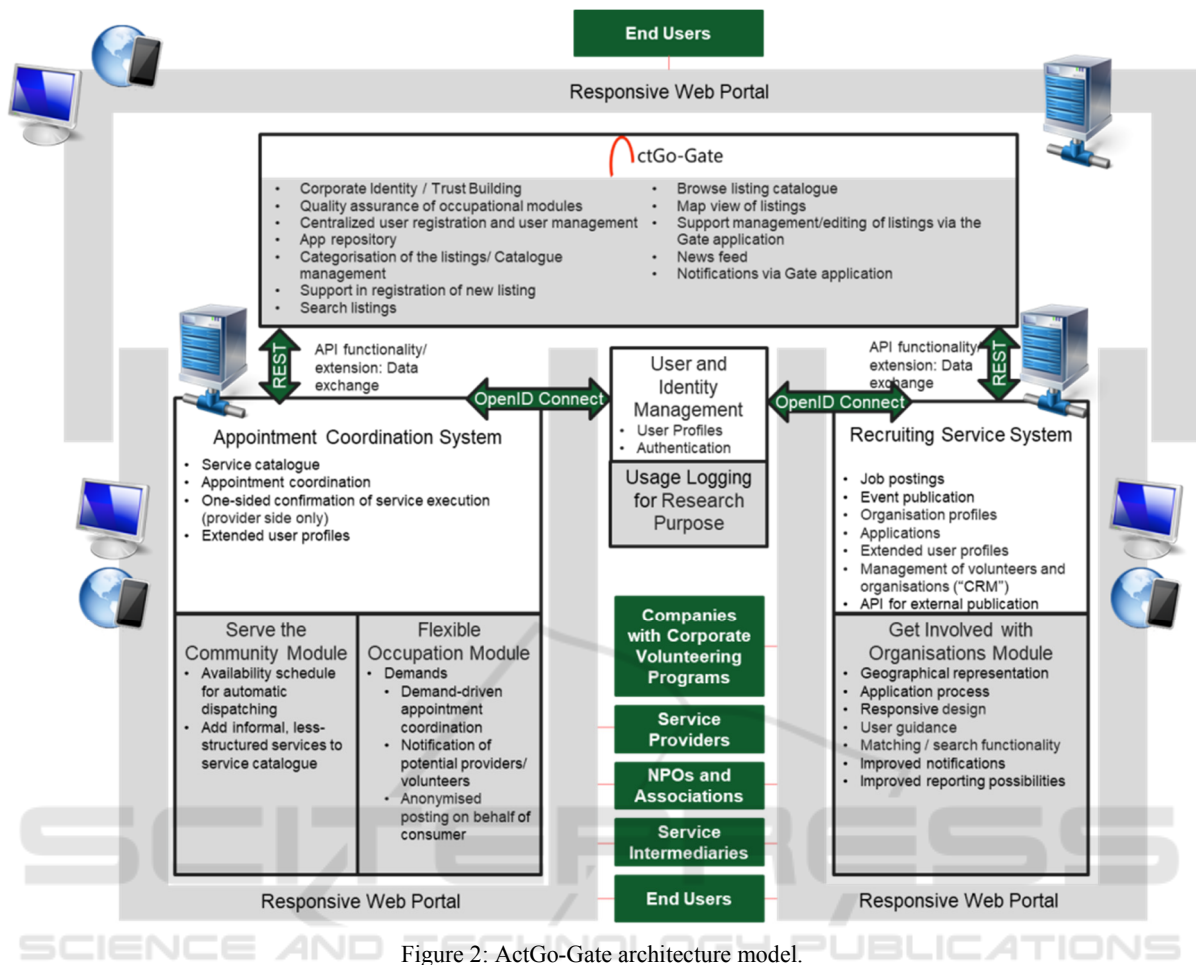 End Users
Responsive Web Portal
ctGo-Gate
• Corporate Identity / Trust Building
• Quality assurance of occupational modules
• Centralized user registration and user management
• App repository
• Categorisation of the listings/ Catalogue
management
• Support in registration of new listing
• Search listings
• Browse listing catalogue
• Map view of listings
• Support management/editing of listings via the
Gate application
• News feed
• Notifications via Gate application
REST
API functionality/
extension: Data
exchange
OpenID Connect
User and
Identity
Management
• User Profiles
• Authentication
Usage Logging
for Research
Purpose
OpenID Connect
API functionality/
extension: Data
exchange
REST
Appointment Coordination System
• Service catalogue
• Appointment coordination
• One-sided confirmation of service execution
(provider side only)
• Extended user profiles
Serve the
Community Module
• Availability schedule
for automatic
dispatching
• Add informal, less-
structured services to
service catalogue
Flexible
Occupation Module
• Demands
• Demand-driven
appointment
coordination
• Notification of
potential providers/
volunteers
• Anonymised
posting on behalf of
consumer
Responsive Web Portal
Companies
with Corporate
Volunteering
Programs
Service
Providers
NPOs and
Associations
Service
Intermediaries
End Users
Recruiting Service System
• Job postings
• Event publication
• Organisation profiles
• Applications
• Extended user profiles
• Management of volunteers and
organisations (“CRM”)
• API for external publication
Get Involved with
Organisations Module
• Geographical representation
• Application process
• Responsive design
• User guidance
• Matching / search functionality
• Improved notifications
• Improved reporting possibilities
Responsive Web Portal
SCITEPRESS
SCIENCE AND TECHNOLOGY PUBLICATIONS
Figure 2: ActGo-Gate architecture model.